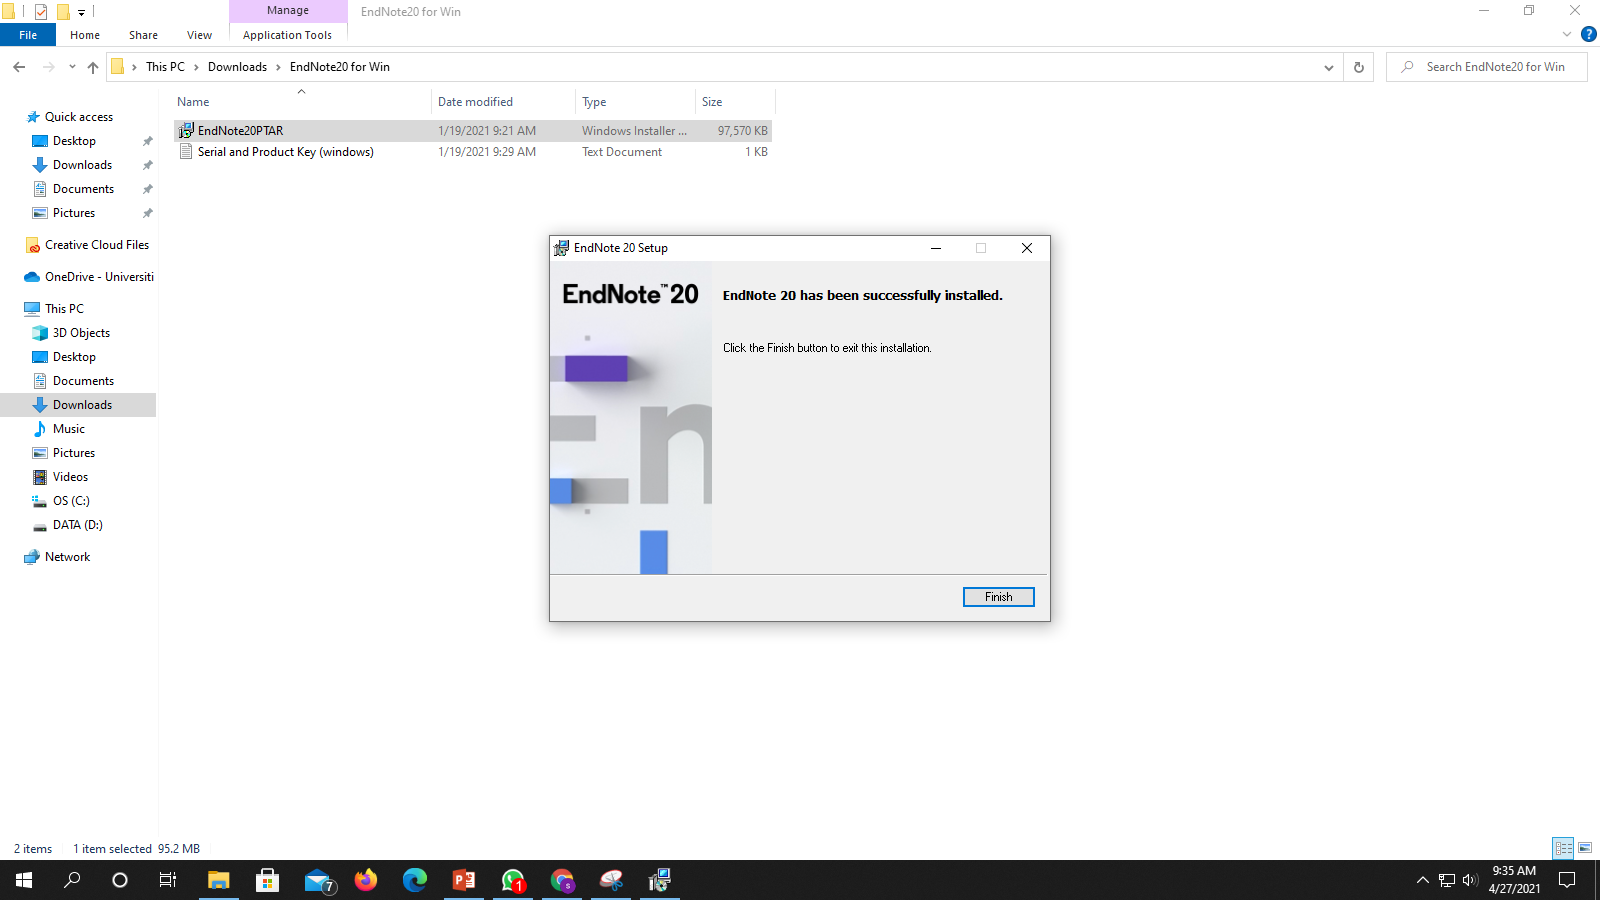 Manage
EndNote20 for Win
File
Home
Share
View
Application Tools
?
This PC
Downloads
EndNote20 for Win
Search EndNote20 for Win
Name
Date modified
Type
Size
EndNote20PTAR
1/19/2021 9:21 AM
Windows Installer ...
97,570 KB
Serial and Product Key (windows)
1/19/2021 9:29 AM
Text Document
1 KB
Quick access
Desktop
Downloads
Documents
Pictures
Creative Cloud Files
OneDrive - Universiti
This PC
3D Objects
Desktop
Documents
Downloads
Music
Pictures
Videos
OS (C:)
DATA (D:)
Network
EndNote 20 Setup
EndNote™ 20
En
EndNote 20 has been successfully installed.
Click the Finish button to exit this installation.
Finish
2 items
1 item selected 95.2 MB
7
1
s
9:35 AM
4/27/2021